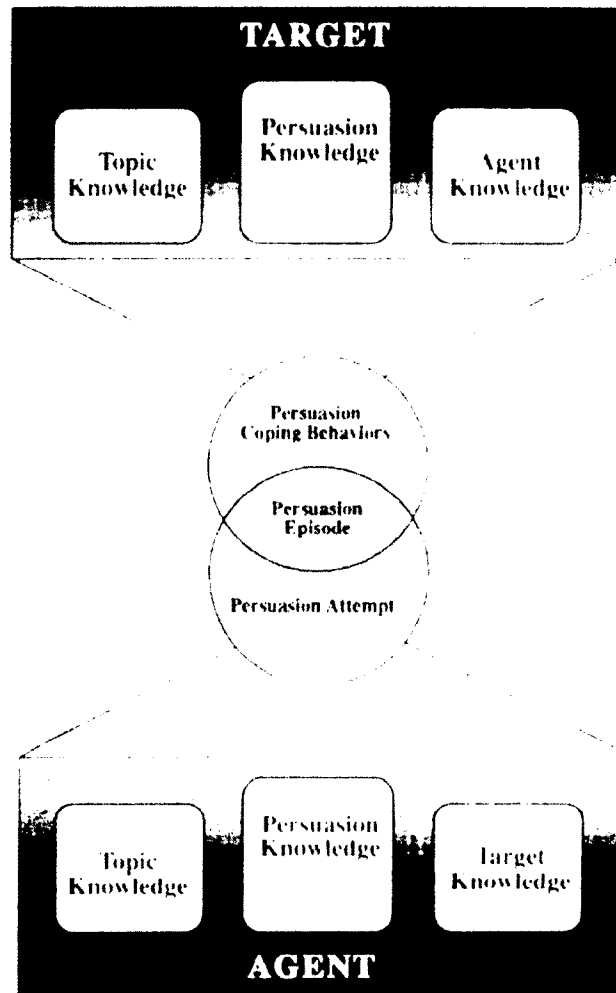 TARGET
Topic
Knowledge
Persuasion
Knowledge
Agent
Knowledge
Persuasion
Coping Behaviors
Persuasion
Episode
Persuasion Attempt
Topic
Knowledge
Persuasion
Knowledge
Target
Knowledge
AGENT